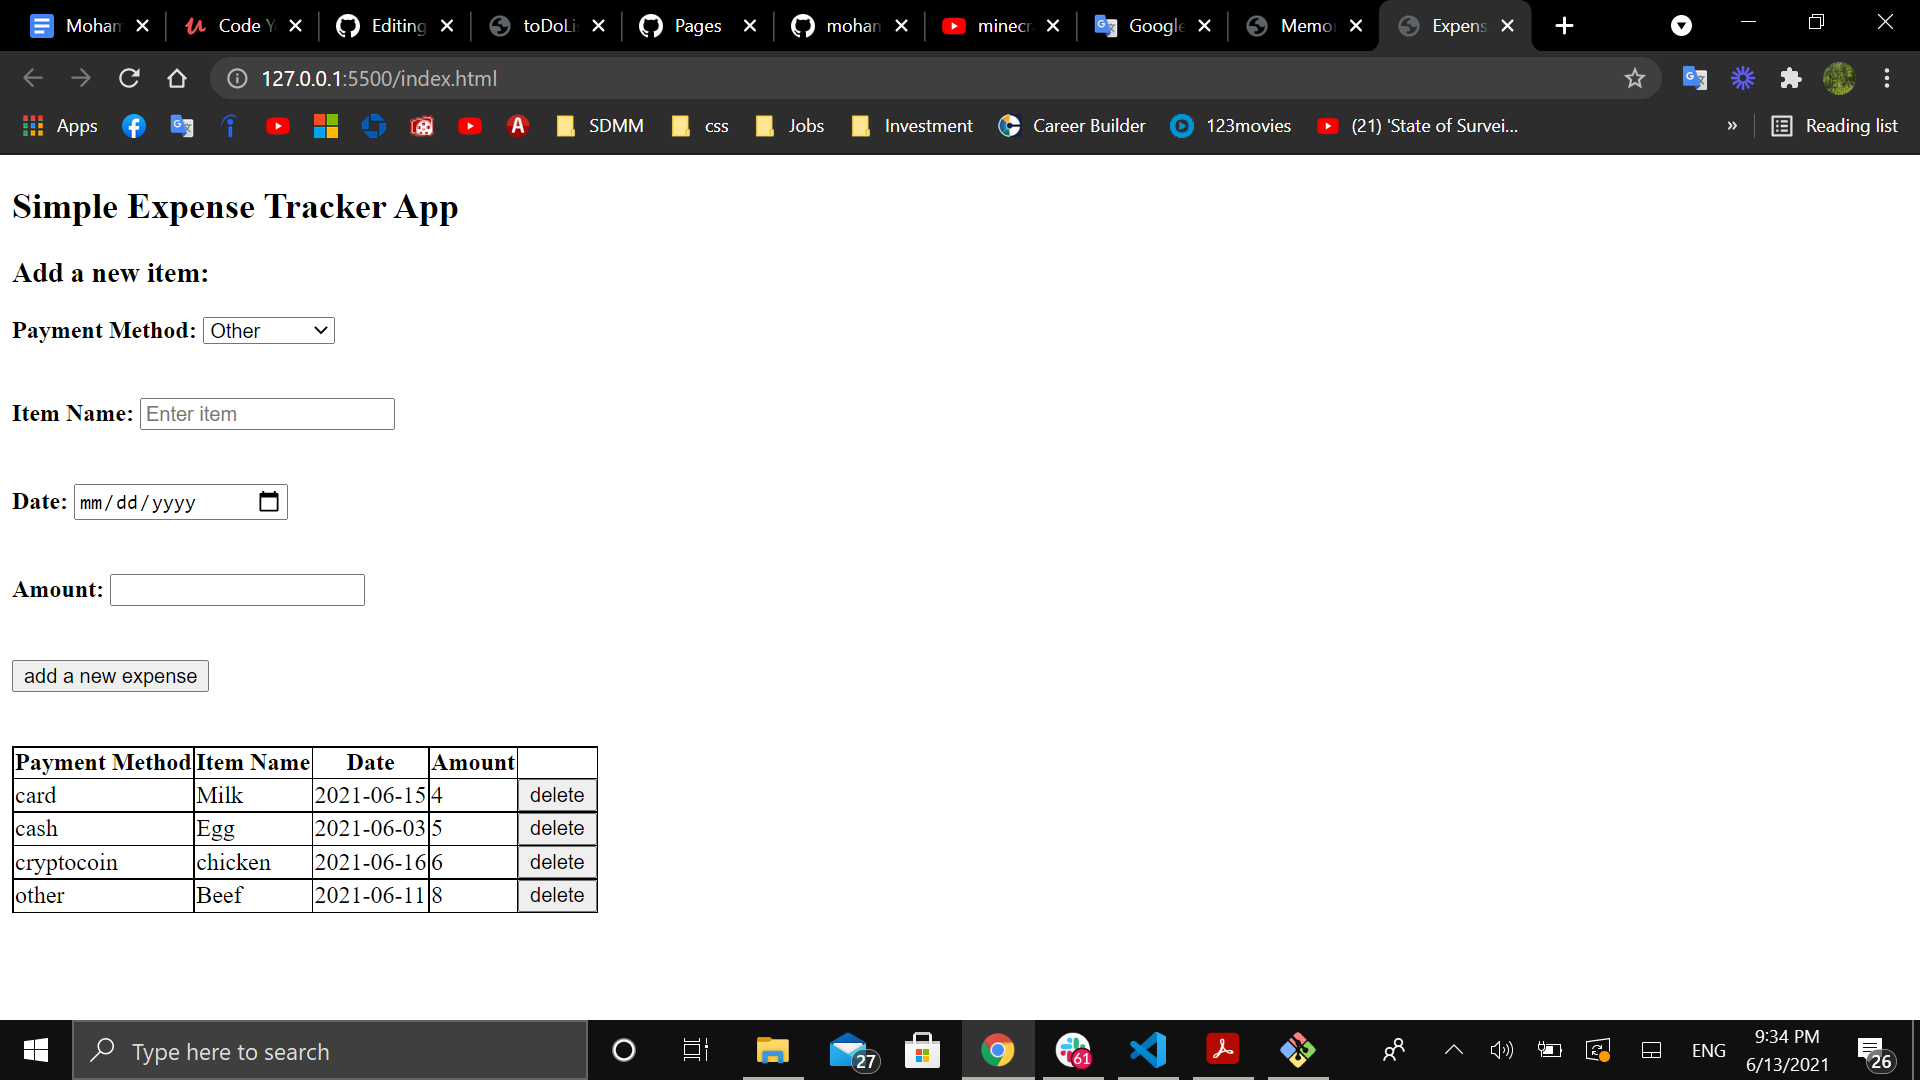 Moham Code Y Editing toDoLis Pages moham minecr Google Memor Expens
127.0.0.1:5500/index.html
Apps SDMM css Jobs Investment Career Builder 123movies (21) 'State of Survei... » Reading list
Simple Expense Tracker App
Add a new item:
Payment Method: Other
Item Name: Enter item
Date: mm/dd/yyyy
Amount:
add a new expense
Payment Method Item Name Date Amount
card Milk 2021-06-15 4 delete
cash Egg 2021-06-03 5 delete
cryptocoin chicken 2021-06-16 6 delete
other Beef 2021-06-11 8 delete
Type here to search 27 61 ENG 9:34 PM
6/13/2021 26